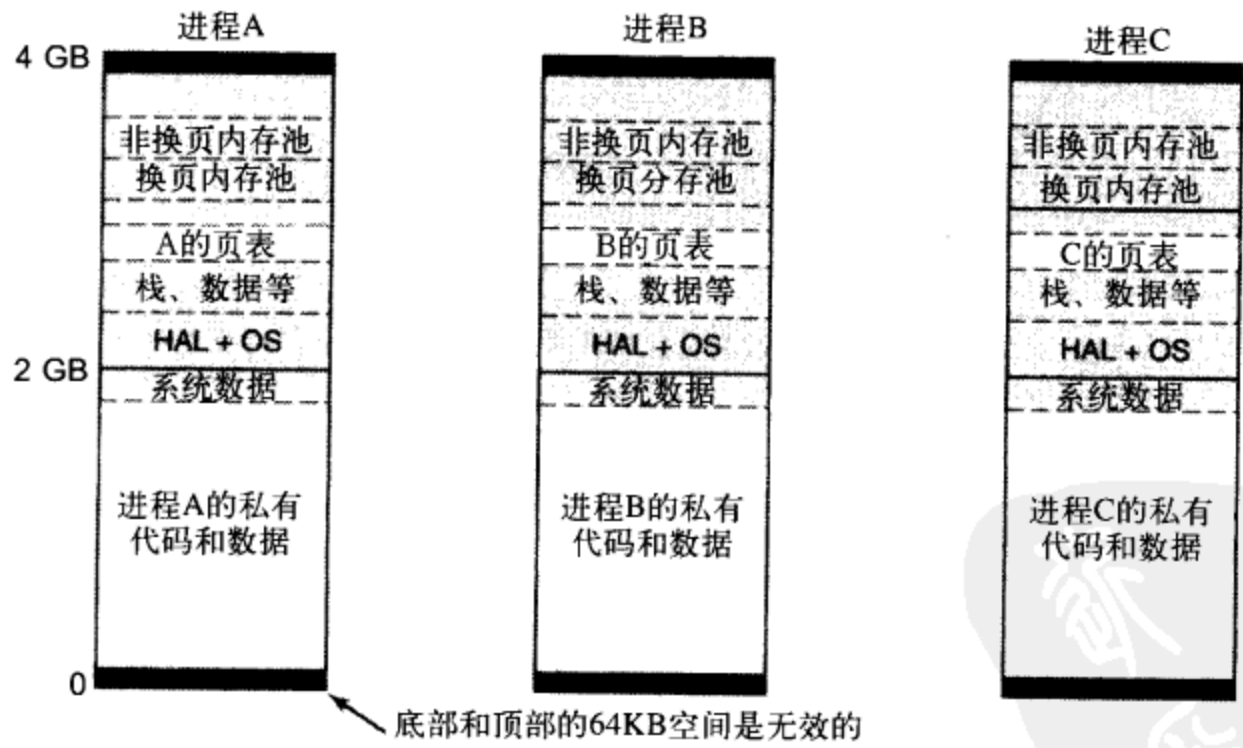 进程A
4 GB
非换页内存池
换页内存池
A的页表
栈、数据等
HAL + OS
2 GB
系统数据
进程A的私有
代码和数据
0
进程B
非换页内存池
换页分存池
B的页表
栈、数据等
HAL + OS
系统数据
进程B的私有
代码和数据
进程C
非换页内存池
换页内存池
C的页表
栈、数据等
HAL + OS
系统数据
进程C的私有
代码和数据
底部和顶部的64KB空间是无效的